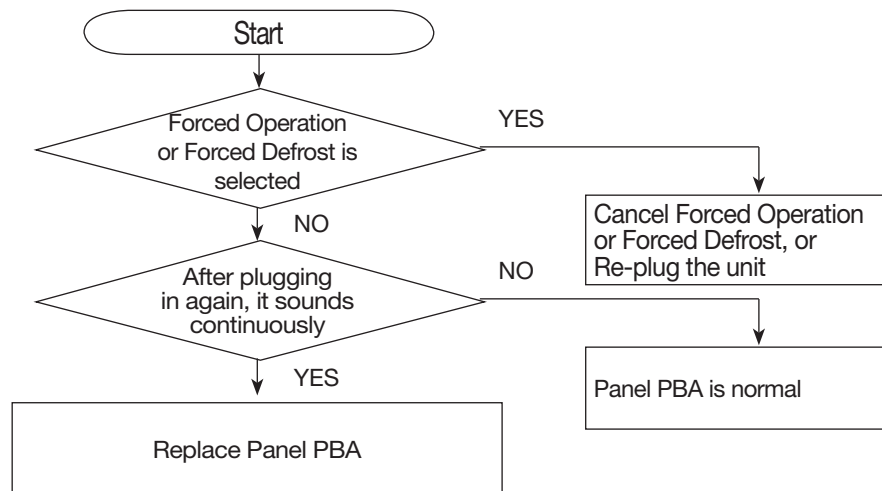 Start
Forced Operation
or Forced Defrost is
selected
YES
NO
Cancel Forced Operation
or Forced Defrost, or
Re-plug the unit
After plugging
in again, it sounds
continuously
NO
YES
Panel PBA is normal
Replace Panel PBA